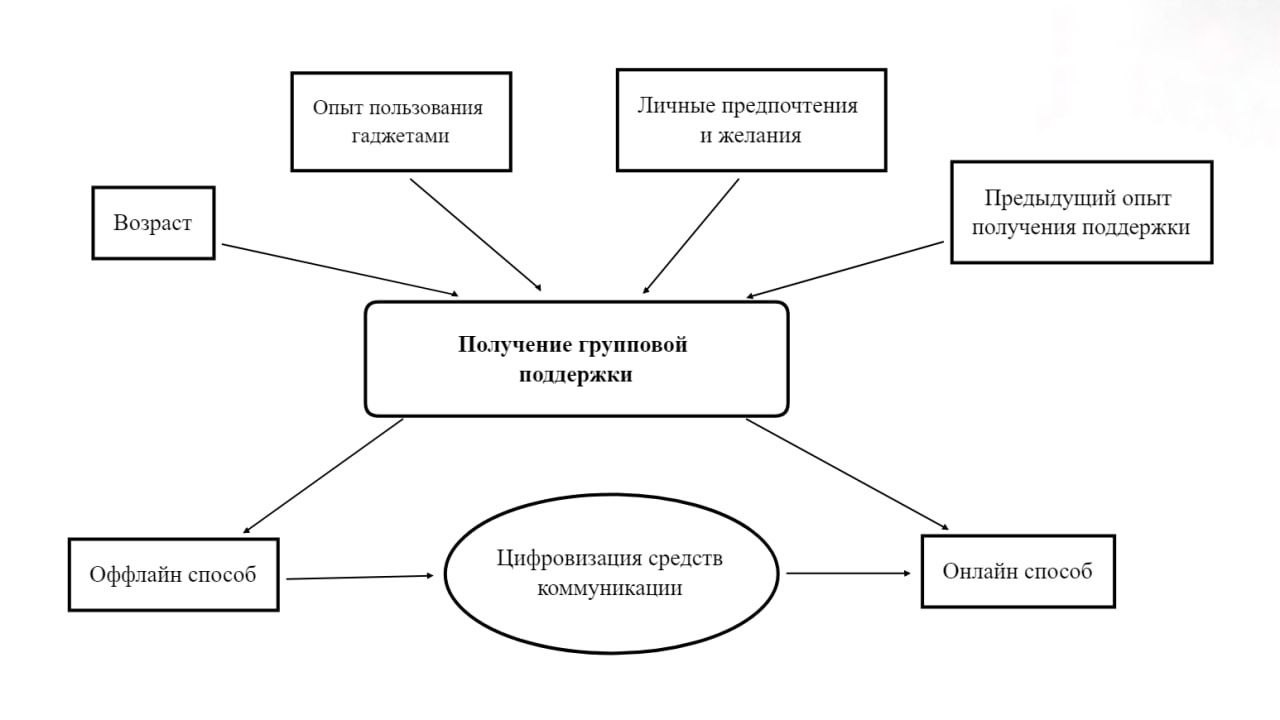 Опыт пользования
гаджетами
Личные предпочтения
и желания
Возраст
Предыдущий опыт
получения поддержки
Получение групповой
поддержки
Оффлайн способ
Цифровизация средств
коммуникации
Онлайн способ